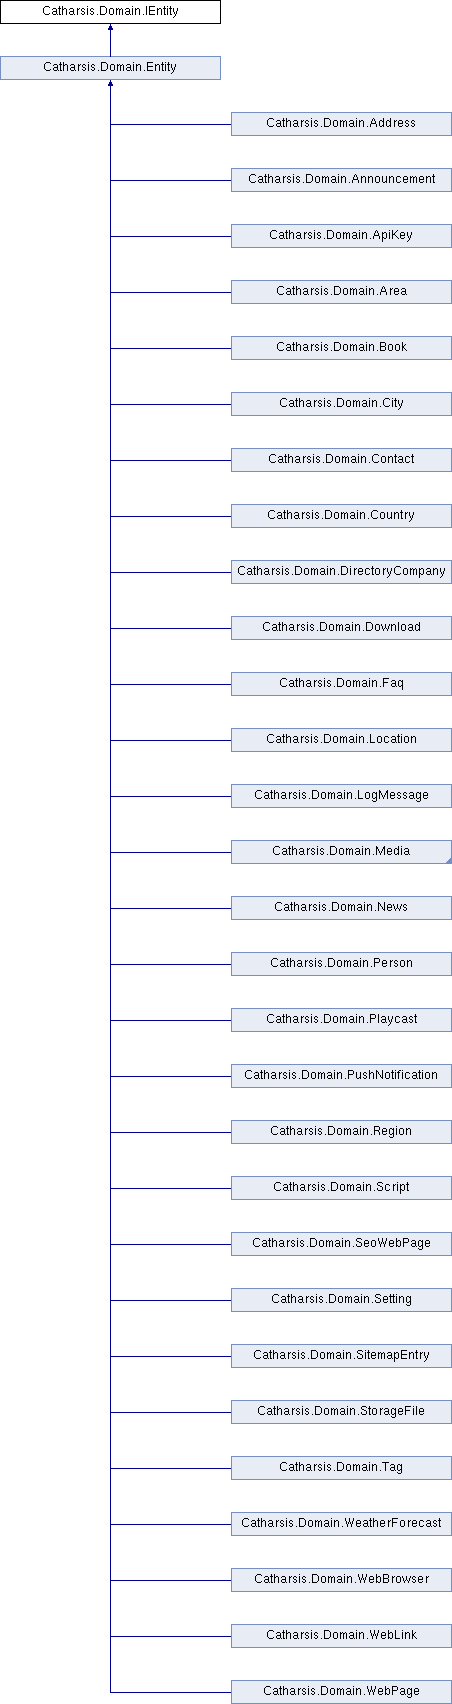 Catharsis.Domain.IEntity
Catharsis.Domain.Entity
Catharsis.Domain.Address
Catharsis.Domain.Announcement
Catharsis.Domain.ApiKey
Catharsis.Domain.Area
Catharsis.Domain.Book
Catharsis.Domain.City
Catharsis.Domain.Contact
Catharsis.Domain.Country
Catharsis.Domain.DirectoryCompany
Catharsis.Domain.Download
Catharsis.Domain.Faq
Catharsis.Domain.Location
Catharsis.Domain.LogMessage
Catharsis.Domain.Media
Catharsis.Domain.News
Catharsis.Domain.Person
Catharsis.Domain.Playcast
Catharsis.Domain.PushNotification
Catharsis.Domain.Region
Catharsis.Domain.Script
Catharsis.Domain.SeoWebPage
Catharsis.Domain.Setting
Catharsis.Domain.SitemapEntry
Catharsis.Domain.StorageFile
Catharsis.Domain.Tag
Catharsis.Domain.WeatherForecast
Catharsis.Domain.WebBrowser
Catharsis.Domain.WebLink
Catharsis.Domain.WebPage